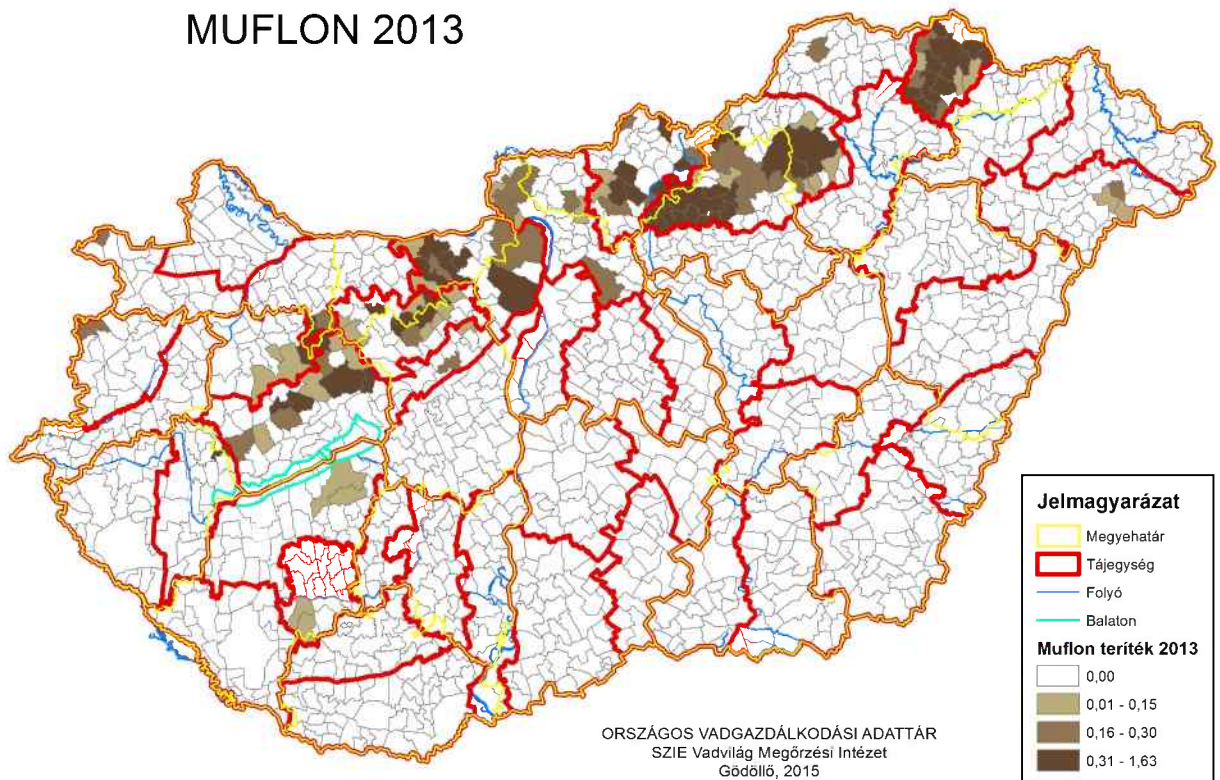 MUFLON 2013
Jelmagyarázat
Megyehatár
Tájegység
Folyó
Balaton
Muflon teríték 2013
0,00
0,01 - 0,15
0,16 - 0,30
0,31 - 1,63
ORSZÁGOS VADGAZDÁLKODÁSI ADATTÁR
SZIE Vadvilág Megőrzési Intézet
Gödöllő, 2015